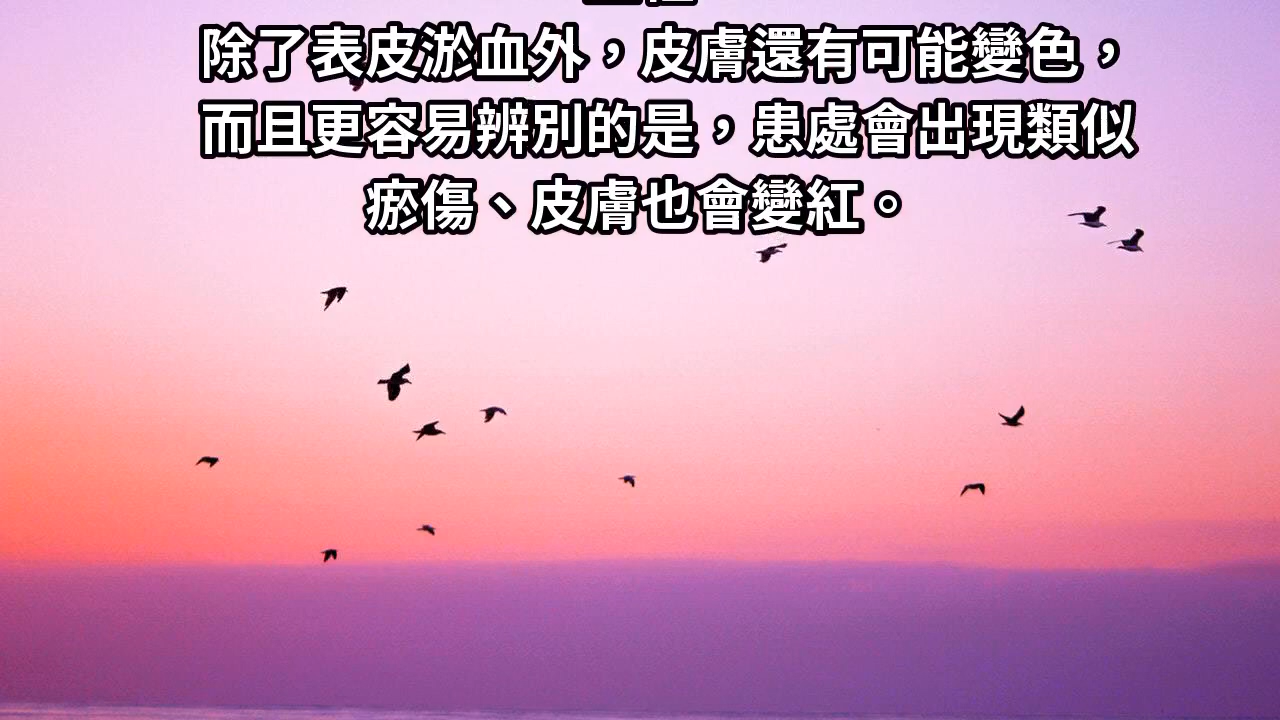 除了表皮淤血外，皮膚還有可能變色，
而且更容易辨別的是，患處會出現類似
瘀傷、皮膚也會變紅。